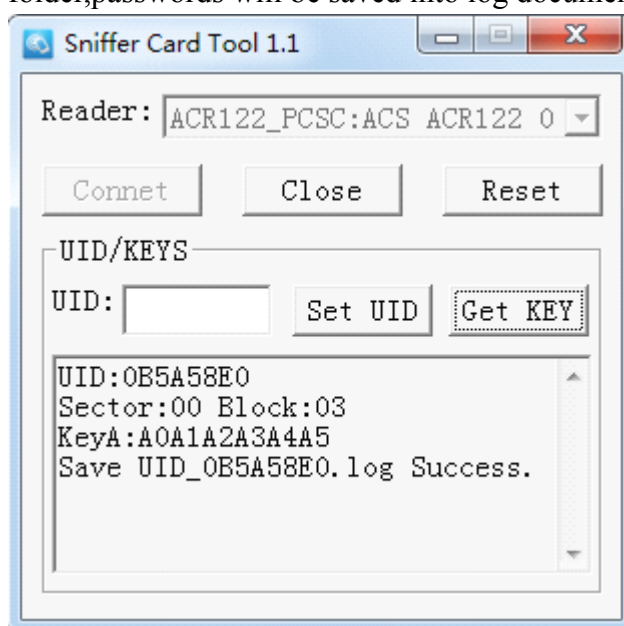 folder,passwords will be saved into log documen
Sniffer Card Tool 1.1
Reader: ACR122_PCSC:ACS ACR122 0
Connet Close Reset
UID/KEYS
UID: Set UID Get KEY
UID:0B5A58E0
Sector:00 Block:03
KeyA:A0A1A2A3A4A5
Save UID_0B5A58E0.log Success.